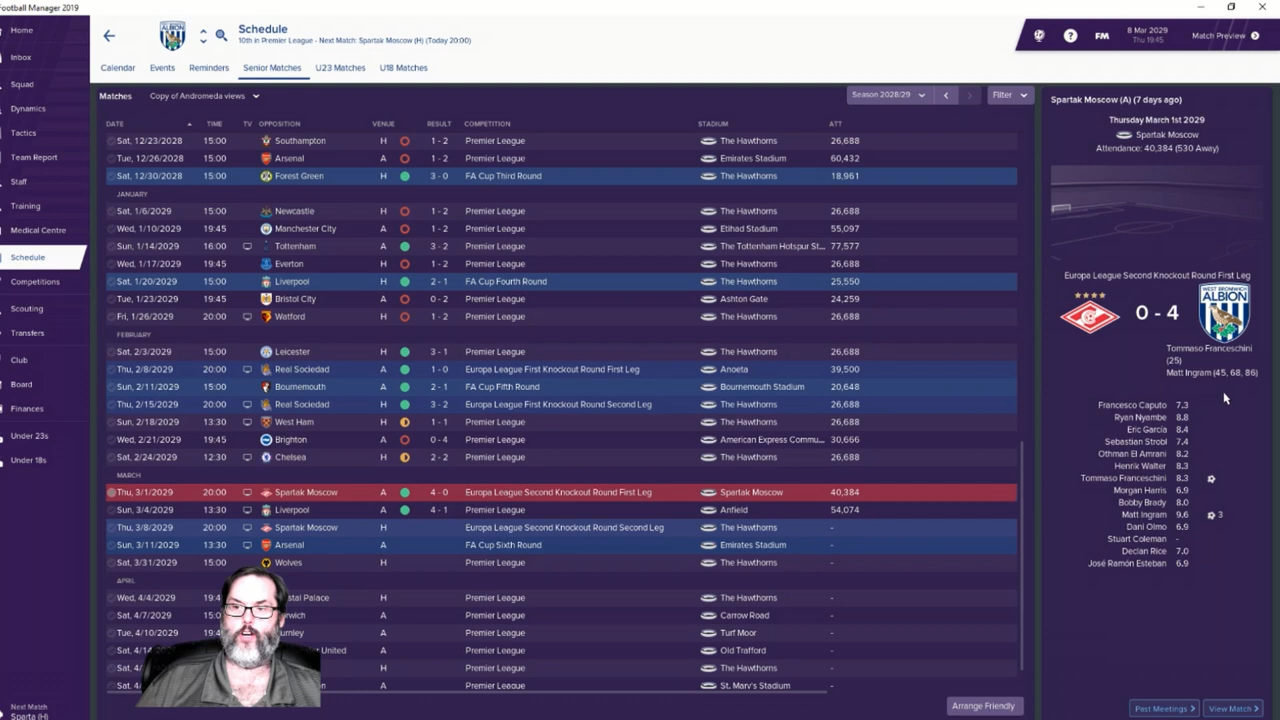 Football Manager 2019
Home
Inbox
Squad
Dynamics
Tactics
Team Report
Staff
Training
Medical Centre
Schedule
Competitions
Scouting
Transfers
Club
Board
Finances
Under 23s
Under 18s
Next Match
Sparta (H)
Schedule
10th in Premier League - Next Match: Spartak Moscow (H) (Today 20:00)
FM
8 Mar 2029
Thu 19:45
Match Preview
Calendar Events Reminders Senior Matches U23 Matches U18 Matches
Matches Copy of Andromeda views Season 2028/29 Filter
DATE TIME TV OPPOSITION VENUE RESULT COMPETITION STADIUM ATT
Sat, 12/23/2028 15:00 Southampton H 1 - 2 Premier League The Hawthorns 26,688
Tue, 12/26/2028 15:00 Arsenal A 1 - 2 Premier League Emirates Stadium 60,432
Sat, 12/30/2028 15:00 Forest Green H 3 - 0 FA Cup Third Round The Hawthorns 18,961
JANUARY
Sat, 1/6/2029 15:00 Newcastle H 1 - 2 Premier League The Hawthorns 26,688
Wed, 1/10/2029 19:45 Manchester City A 1 - 2 Premier League Etihad Stadium 55,097
Sun, 1/14/2029 16:00 Tottenham A 3 - 2 Premier League The Tottenham Hotspur St... 77,577
Wed, 1/17/2029 19:45 Everton H 1 - 2 Premier League The Hawthorns 26,688
Sat, 1/20/2029 15:00 Liverpool H 2 - 1 FA Cup Fourth Round The Hawthorns 25,550
Tue, 1/23/2029 19:45 Bristol City A 0 - 2 Premier League Ashton Gate 24,259
Fri, 1/26/2029 20:00 Watford H 1 - 2 Premier League The Hawthorns 26,688
FEBRUARY
Sat, 2/3/2029 15:00 Leicester H 3 - 1 Premier League The Hawthorns 26,688
Thu, 2/8/2029 20:00 Real Sociedad A 1 - 0 Europa League First Knockout Round First Leg Anoeta 39,500
Sun, 2/11/2029 15:00 Bournemouth A 2 - 1 FA Cup Fifth Round Bournemouth Stadium 20,648
Thu, 2/15/2029 20:00 Real Sociedad H 3 - 2 Europa League First Knockout Round Second Leg The Hawthorns 26,688
Sun, 2/18/2029 13:30 West Ham H 1 - 1 Premier League The Hawthorns 26,688
Wed, 2/21/2029 19:45 Brighton A 0 - 4 Premier League American Express Commu... 30,666
Sat, 2/24/2029 12:30 Chelsea H 2 - 2 Premier League The Hawthorns 26,688
MARCH
Thu, 3/1/2029 20:00 Spartak Moscow A 4 - 0 Europa League Second Knockout Round First Leg Spartak Moscow 40,384
Sun, 3/4/2029 13:30 Liverpool A 4 - 1 Premier League Anfield 54,074
Thu, 3/8/2029 20:00 Spartak Moscow H Europa League Second Knockout Round Second Leg The Hawthorns -
Sun, 3/11/2029 13:30 Arsenal A FA Cup Sixth Round Emirates Stadium -
Sat, 3/31/2029 15:00 Wolves H Premier League The Hawthorns -
APRIL
Wed, 4/4/2029 19:4 stal Palace H Premier League The Hawthorns -
Sat, 4/7/2029 15:0 rwich A Premier League Carrow Road -
Tue, 4/10/2029 19:4 urnley A Premier League Turf Moor -
Sat, 4/14 t United A Premier League Old Trafford -
Sat, 4/ H Premier League The Hawthorns -
Sat, 4/ n A Premier League St. Mary's Stadium -
Arrange Friendly
Spartak Moscow (A) (7 days ago)
Thursday March 1st 2029
Spartak Moscow
Attendance: 40,384 (530 Away)
Europa League Second Knockout Round First Leg
0 - 4
WEST BROMWICH
ALBION
Tommaso Franceschini
(25)
Matt Ingram (45, 68, 86)
Francesco Caputo 7.3
Ryan Nyambe 8.8
Eric García 8.4
Sebastian Strobl 7.4
Othman El Amrani 8.2
Henrik Walter 8.3
Tommaso Franceschini 8.3
Morgan Harris 6.9
Bobby Brady 8.0
Matt Ingram 9.6 3
Dani Olmo 6.9
Stuart Coleman -
Declan Rice 7.0
José Ramón Esteban 6.9
Past Meetings > View Match >